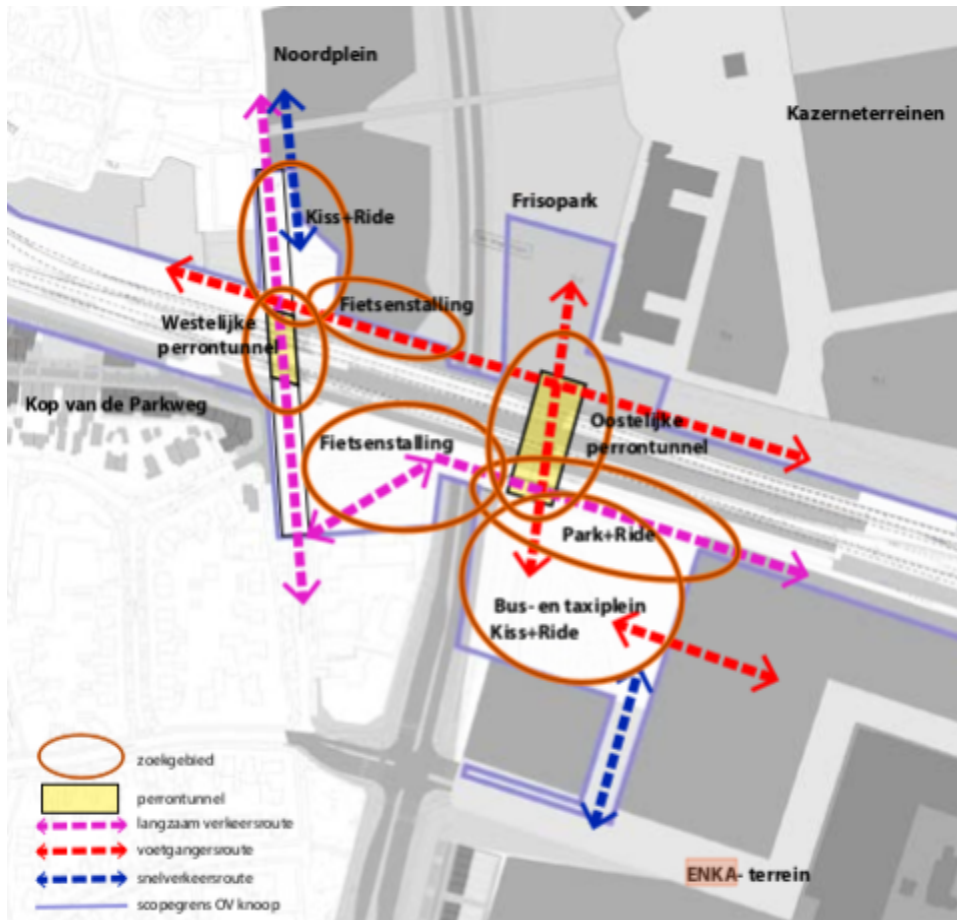 Noordplein
Kazerneterreinen
Frisopark
Kiss+Ride
Fietsenstalling
Westelijke
perrontunnel
Kop van de Parkweg
Fietsenstalling
Oostelijke
perrontunnel
Park+Ride
Bus- en taxiplein
Kiss+Ride
zoekgebied
perrontunnel
langzaam verkeersroute
voetgangersroute
snelverkeersroute
scopegrens OV knoop
ENKA- terrein